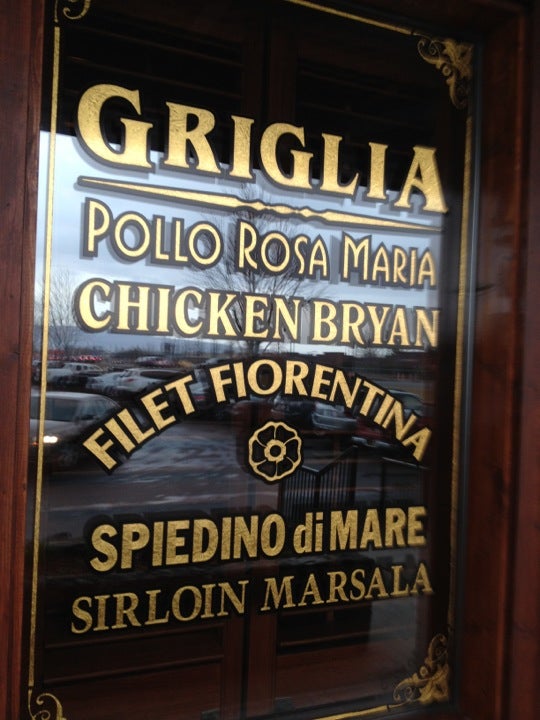 GRIGLIA
POLLO ROSA MARIA
CHICKEN BRYAN
FILET FIORENTINA
SPIEDINO di MARE
SIRLOIN MARSALA